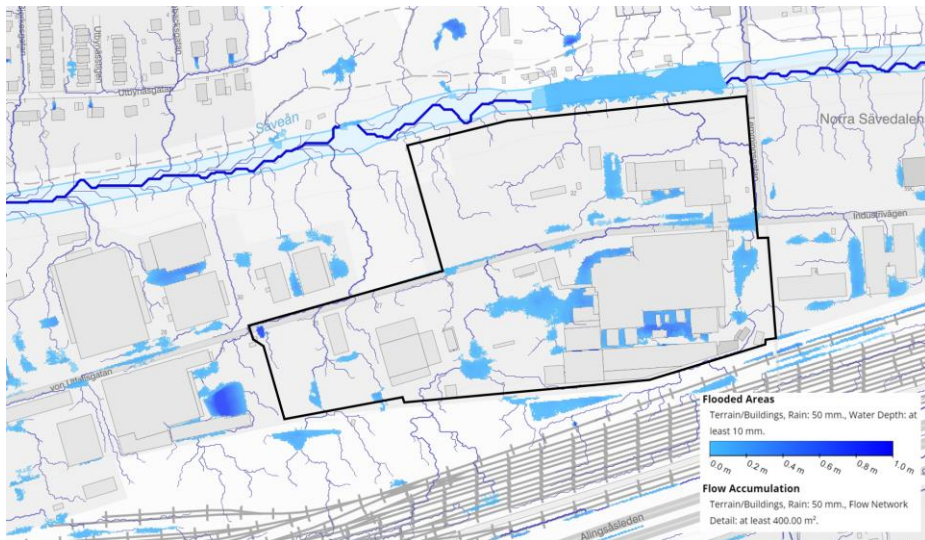 Utbynäsgatan
Säveån
Norra Sävedalen
Industrivägen
von Utfallsgatan
Alingsåsleden
Flooded Areas
Terrain/Buildings, Rain: 50 mm., Water Depth: at
least 10 mm.
0.0 m 0.2 m 0.4 m 0.6 m 0.8 m 1.0 m
Flow Accumulation
Terrain/Buildings, Rain: 50 mm., Flow Network
Detail: at least 400.00 m².